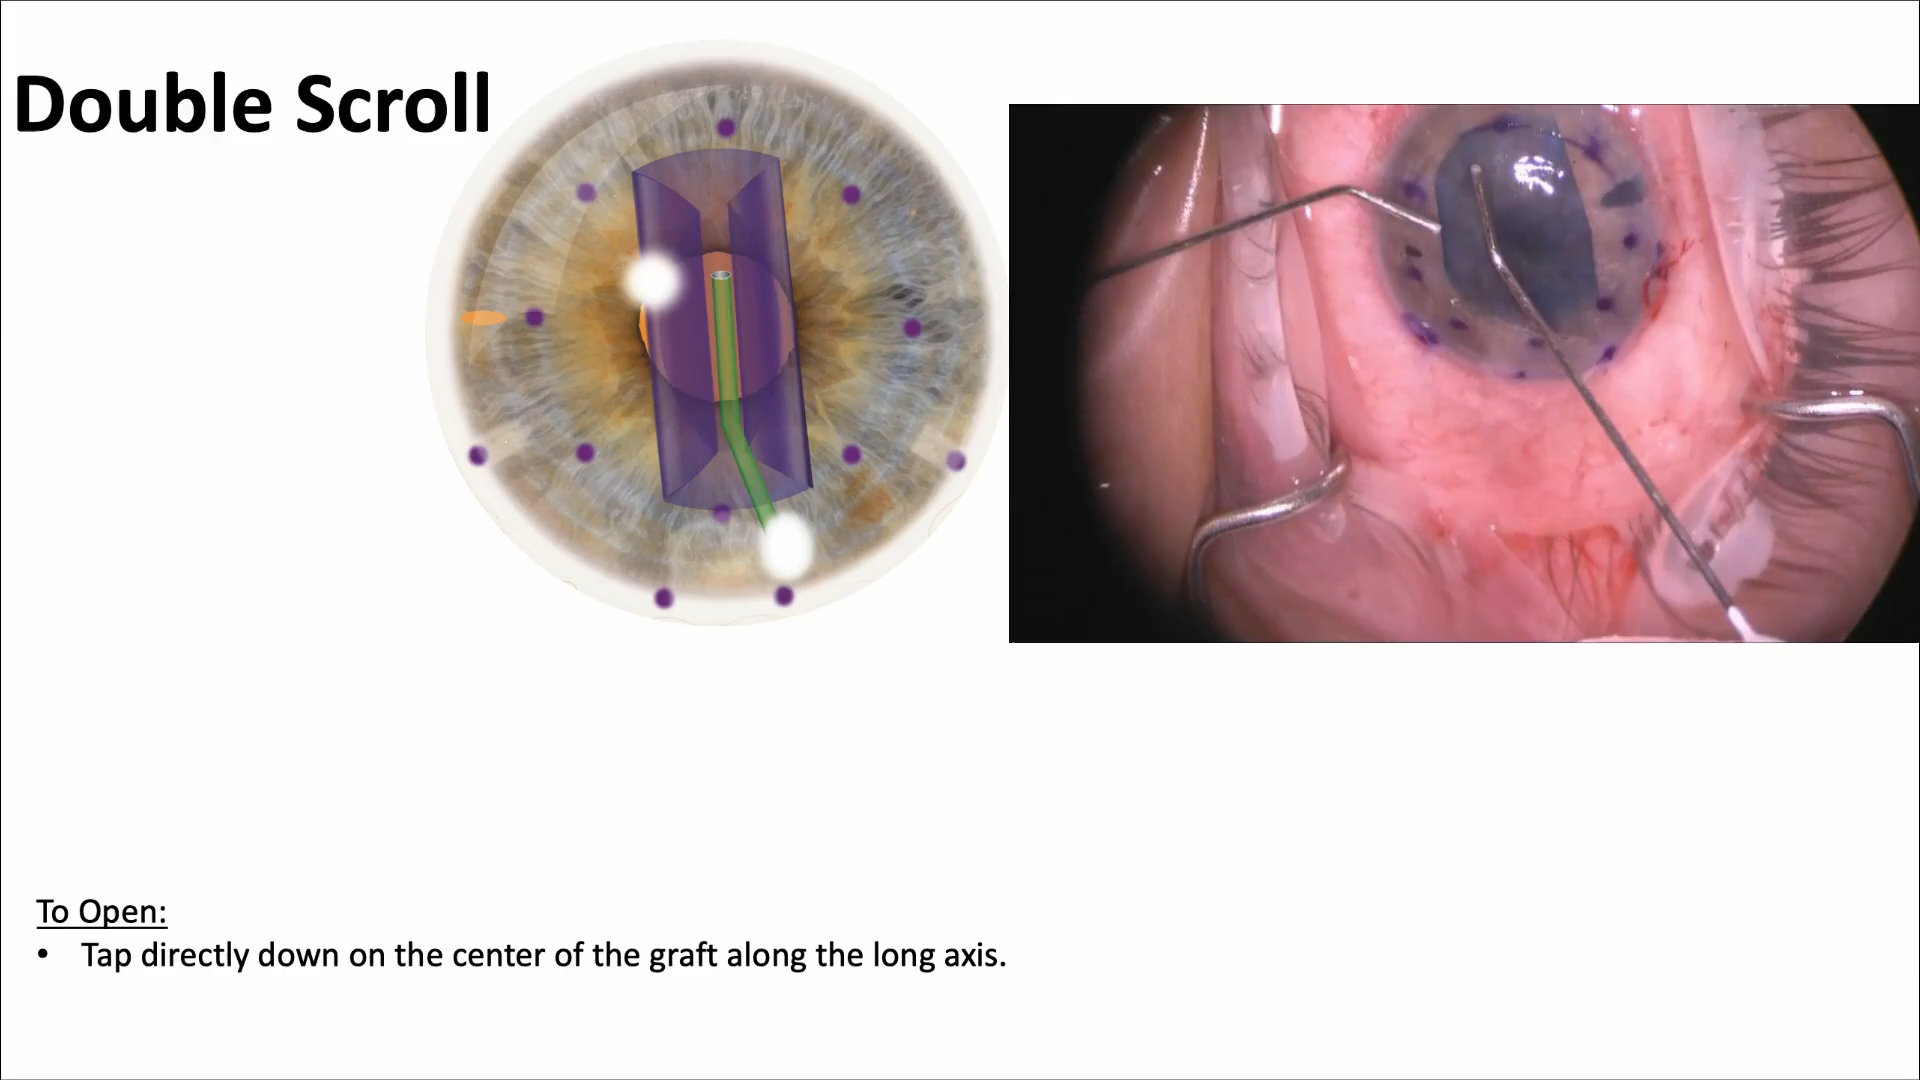 Double Scroll
To Open:
• Tap directly down on the center of the graft along the long axis.